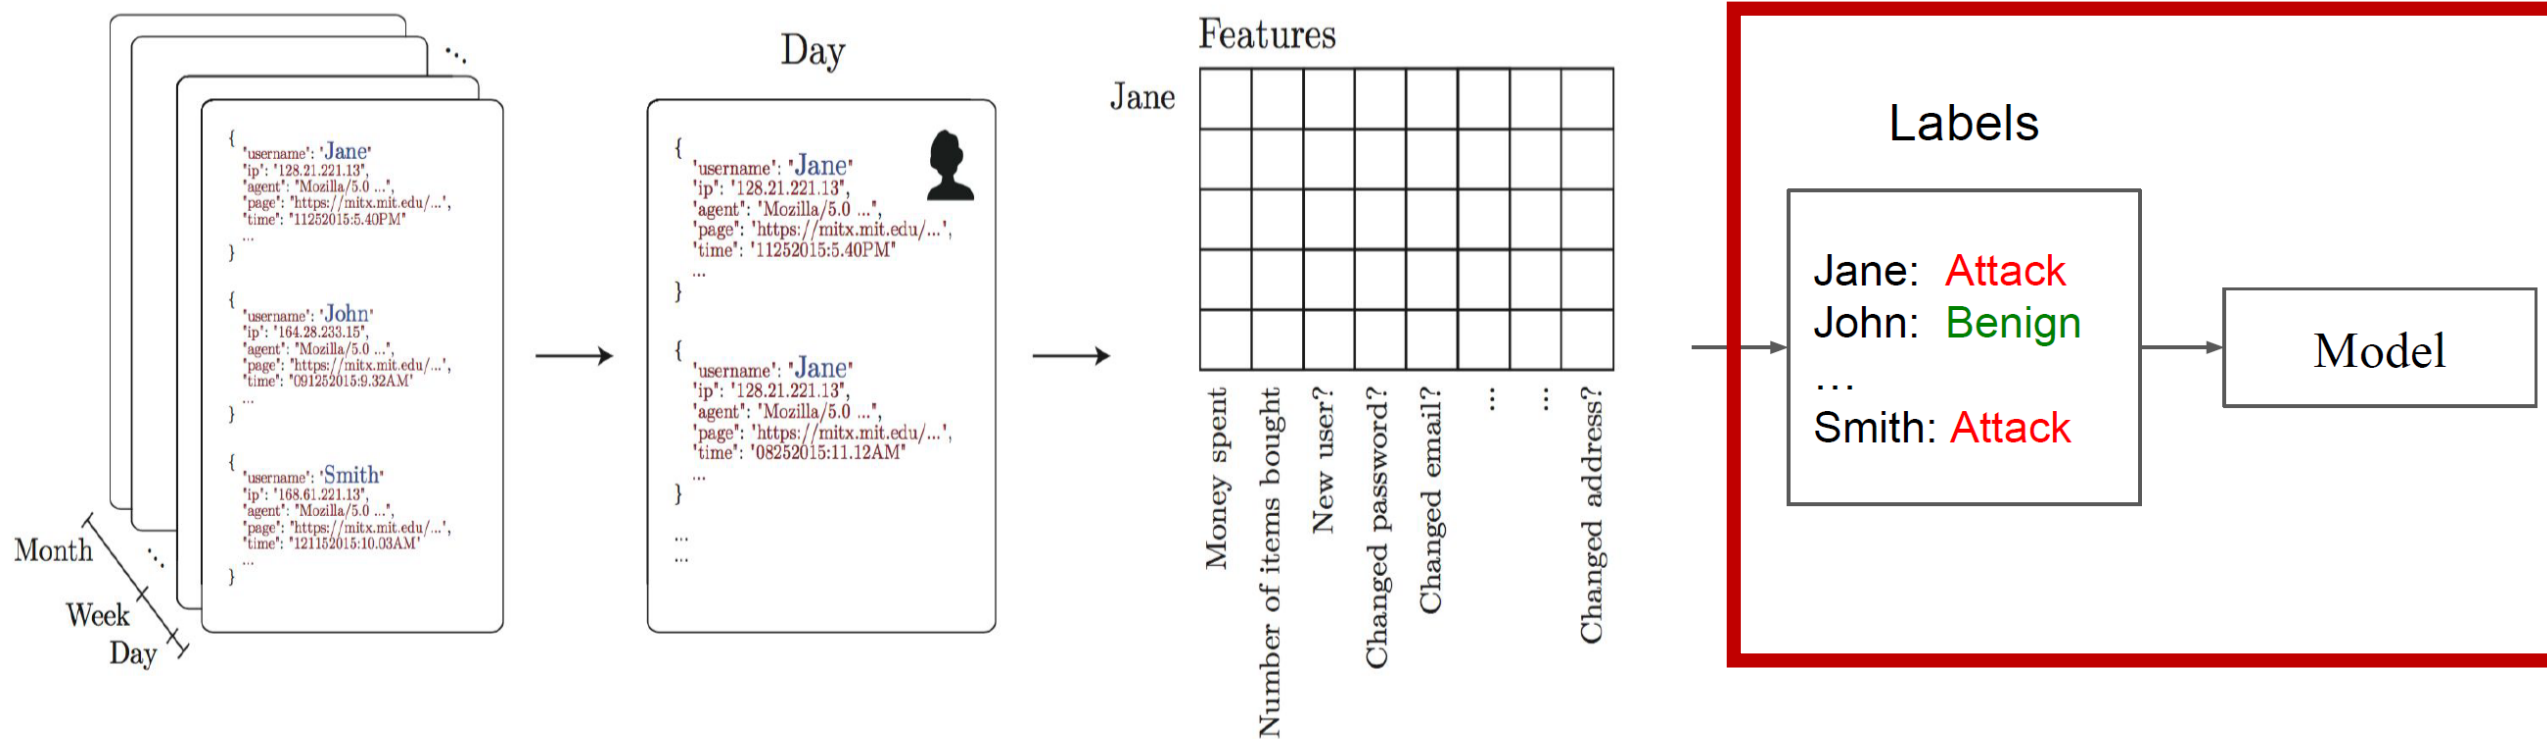 {
"username": "Jane"
"ip": "128.21.221.13",
"agent": "Mozilla/5.0 ...",
"page": "https://mitx.mit.edu/...',
"time": "11252015:5.40PM"
...
}
{
"username": "John"
"ip": "164.28.233.15",
"agent": "Mozilla/5.0 ...",
"page": "https://mitx.mit.edu/...',
"time": "091252015:9.32AM'
...
}
{
"username": "Smith"
"ip": "168.61.221.13",
"agent": "Mozilla/5.0 ...",
"page": "https://mitx.mit.edu/...',
"time": "121152015:10.03AM'
...
}
Month
Week
Day
Day
{
"username": "Jane"
"ip": "128.21.221.13",
"agent": "Mozilla/5.0 ...",
"page": "https://mitx.mit.edu/...',
"time": "11252015:5.40PM"
...
}
{
"username": "Jane"
"ip": "128.21.221.13",
"agent": "Mozilla/5.0 ...",
"page": "https://mitx.mit.edu/...',
"time": "08252015:11.12AM"
...
}
...
...
Features
Jane
Money spent
Number of items bought
New user?
Changed password?
Changed email?
...
...
Changed address?
Labels
Jane: Attack
John: Benign
...
Smith: Attack
Model